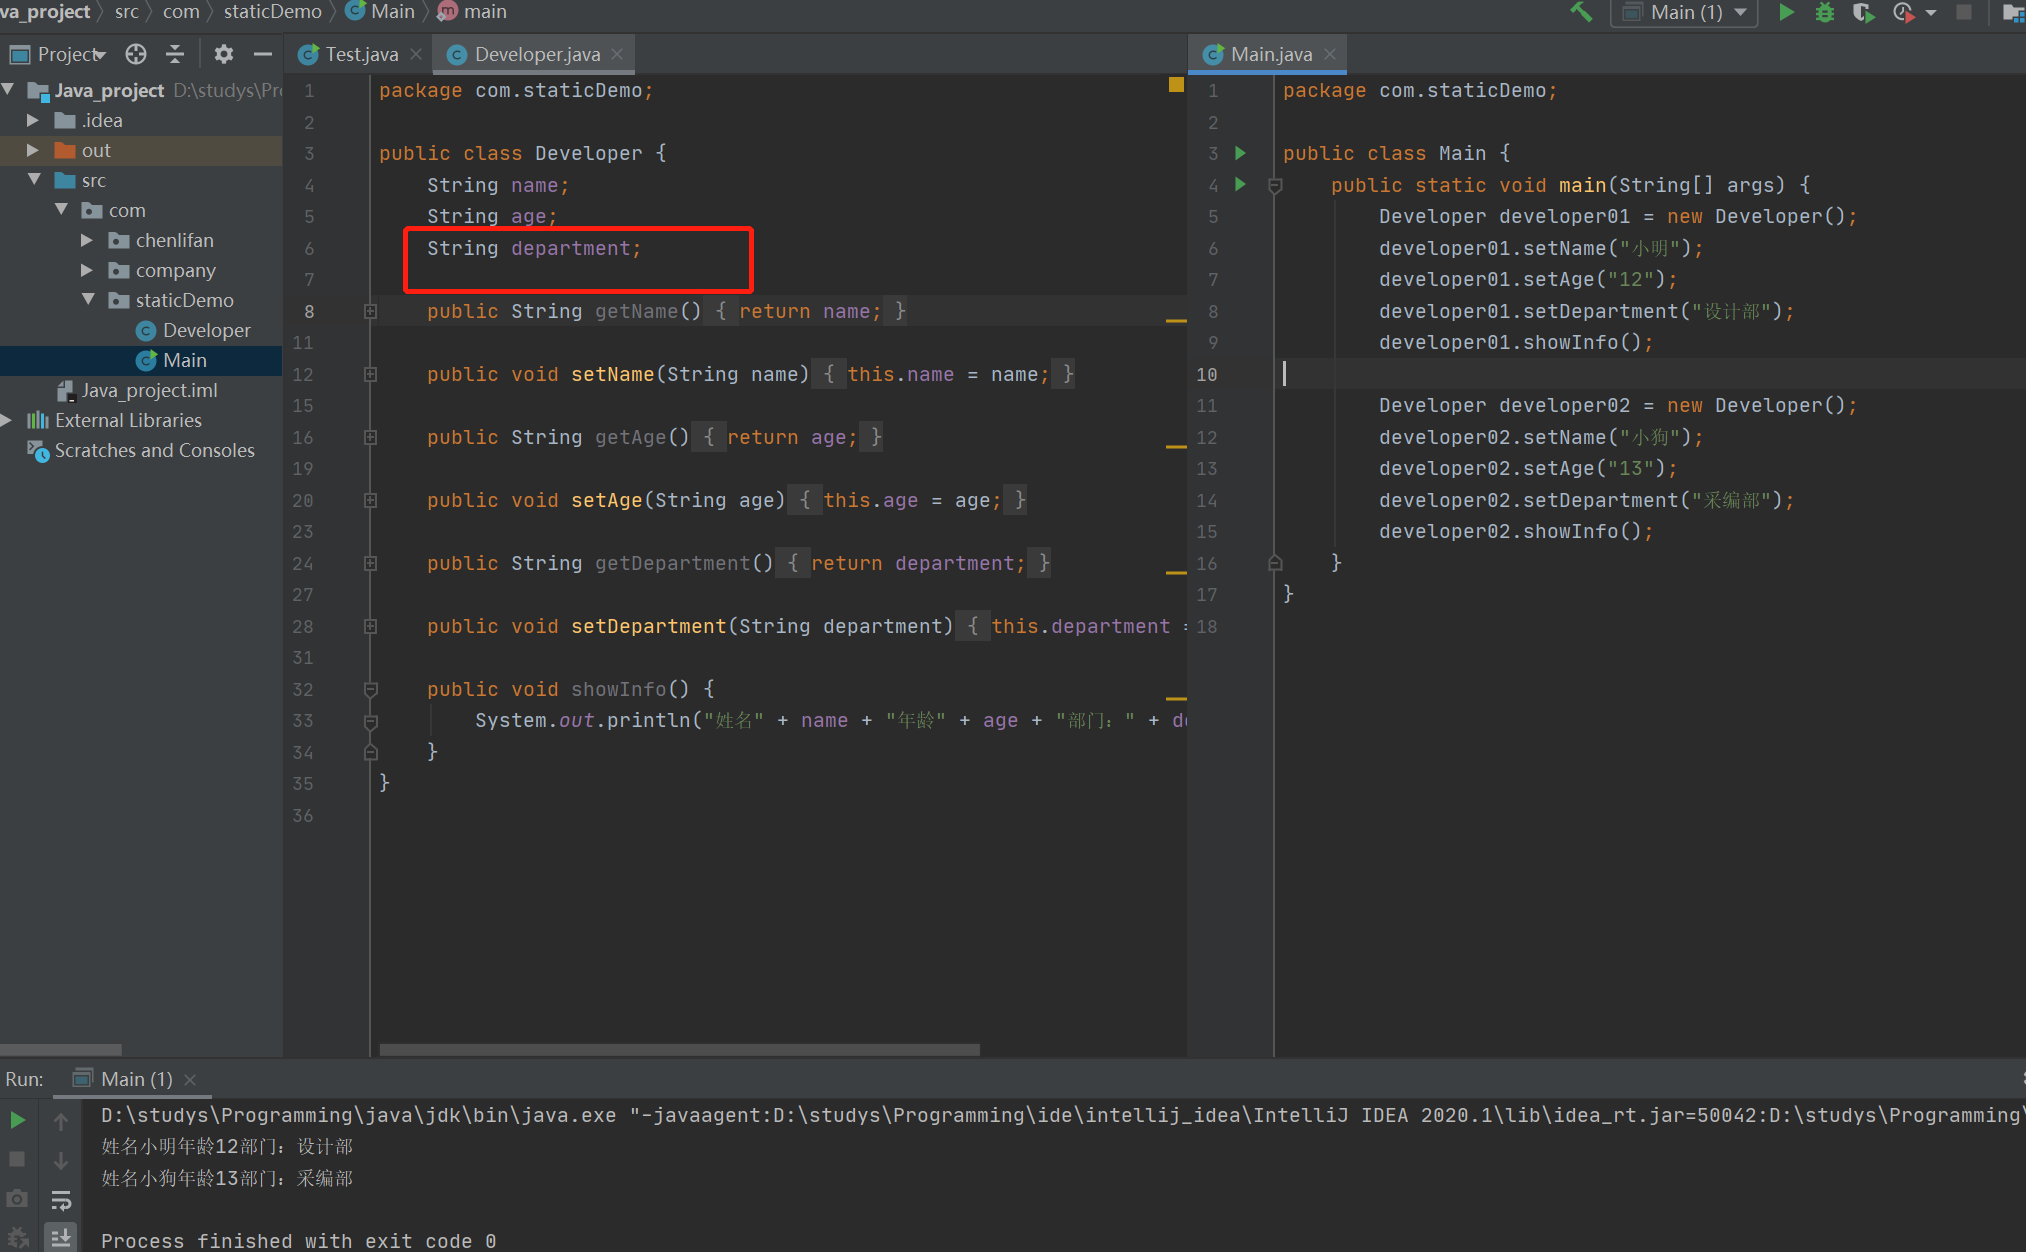 va_project src com staticDemo Main main
Main (1)
Project
Test.java
Developer.java
Main.java
Java_project D:\studys\Pr
.idea
out
src
com
chenlifan
company
staticDemo
Developer
Main
Java_project.iml
External Libraries
Scratches and Consoles
1 package com.staticDemo;
2
3 public class Developer {
4 String name;
5 String age;
6 String department;
7
8 public String getName() { return name; }
11
12 public void setName(String name) { this.name = name; }
15
16 public String getAge() { return age; }
19
20 public void setAge(String age) { this.age = age; }
23
24 public String getDepartment() { return department; }
27
28 public void setDepartment(String department) { this.department =
31
32 public void showInfo() {
33 System.out.println("姓名" + name + "年龄" + age + "部门：" + de
34 }
35 }
36
1 package com.staticDemo;
2
3 public class Main {
4 public static void main(String[] args) {
5 Developer developer01 = new Developer();
6 developer01.setName("小明");
7 developer01.setAge("12");
8 developer01.setDepartment("设计部");
9 developer01.showInfo();
10
11 Developer developer02 = new Developer();
12 developer02.setName("小狗");
13 developer02.setAge("13");
14 developer02.setDepartment("采编部");
15 developer02.showInfo();
16 }
17 }
18
Run: Main (1)
D:\studys\Programming\java\jdk\bin\java.exe "-javaagent:D:\studys\Programming\ide\intellij_idea\IntelliJ IDEA 2020.1\lib\idea_rt.jar=50042:D:\studys\Programming\
姓名小明年龄12部门：设计部
姓名小狗年龄13部门：采编部
Process finished with exit code 0